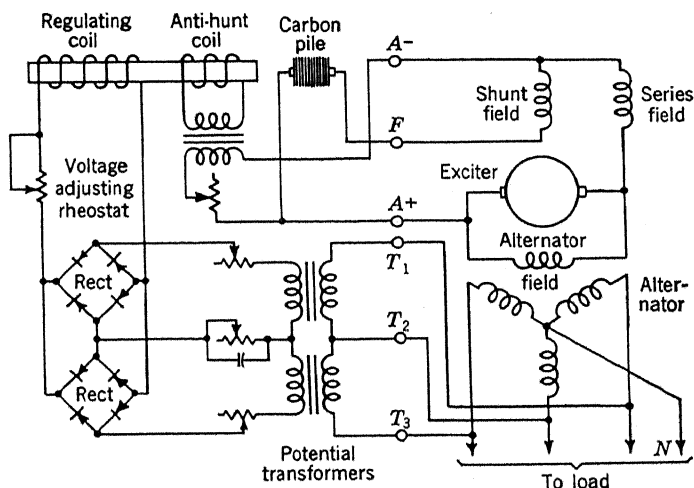 Regulating
coil
Anti-hunt
coil
Carbon
pile
A-
Shunt
field
Series
field
F
Voltage
adjusting
rheostat
Exciter
A+
Alternator
field
T1
Rect
Alter-
nator
T2
Rect
T3
N
Potential
transformers
To load